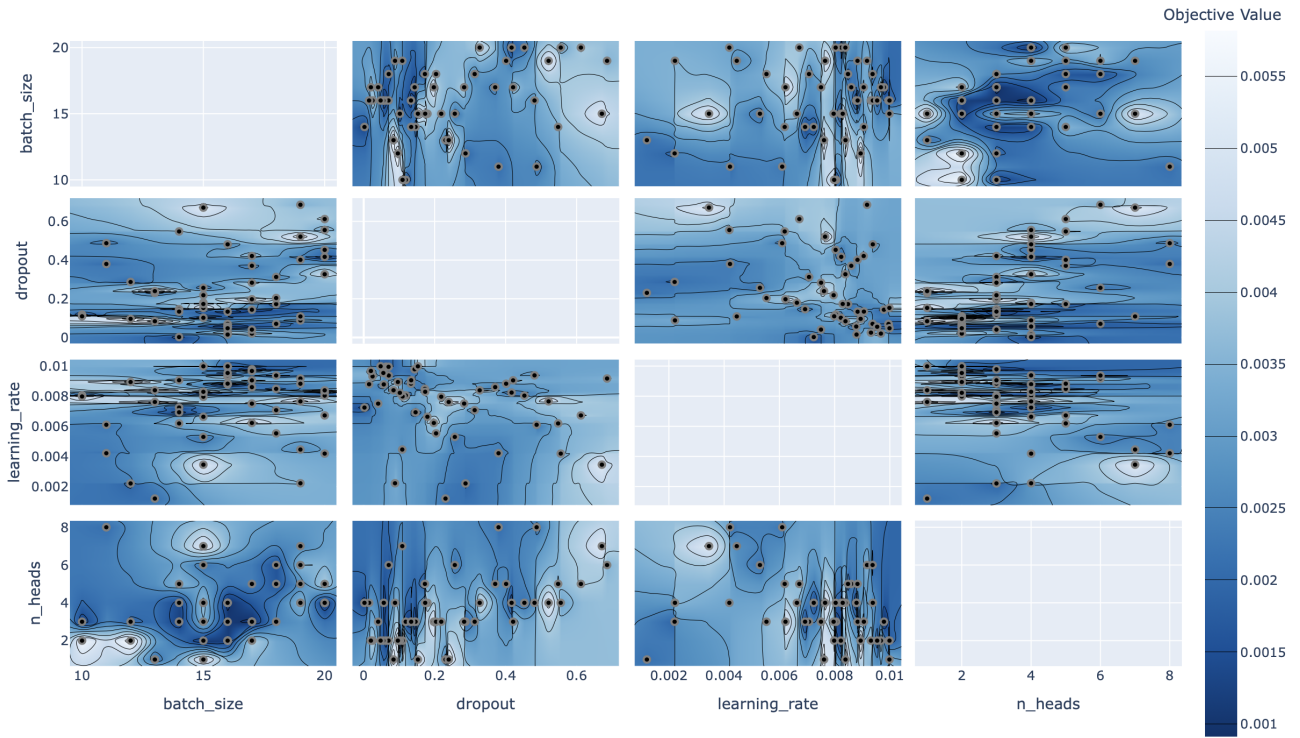 Objective Value
20
15
10
batch_size
0.6
0.4
0.2
0
dropout
0.01
0.008
0.006
0.004
0.002
learning_rate
8
6
4
2
n_heads
10 15 20
0 0.2 0.4 0.6
0.002 0.004 0.006 0.008 0.01
2 4 6 8
batch_size dropout learning_rate n_heads
0.0055
0.005
0.0045
0.004
0.0035
0.003
0.0025
0.002
0.0015
0.001